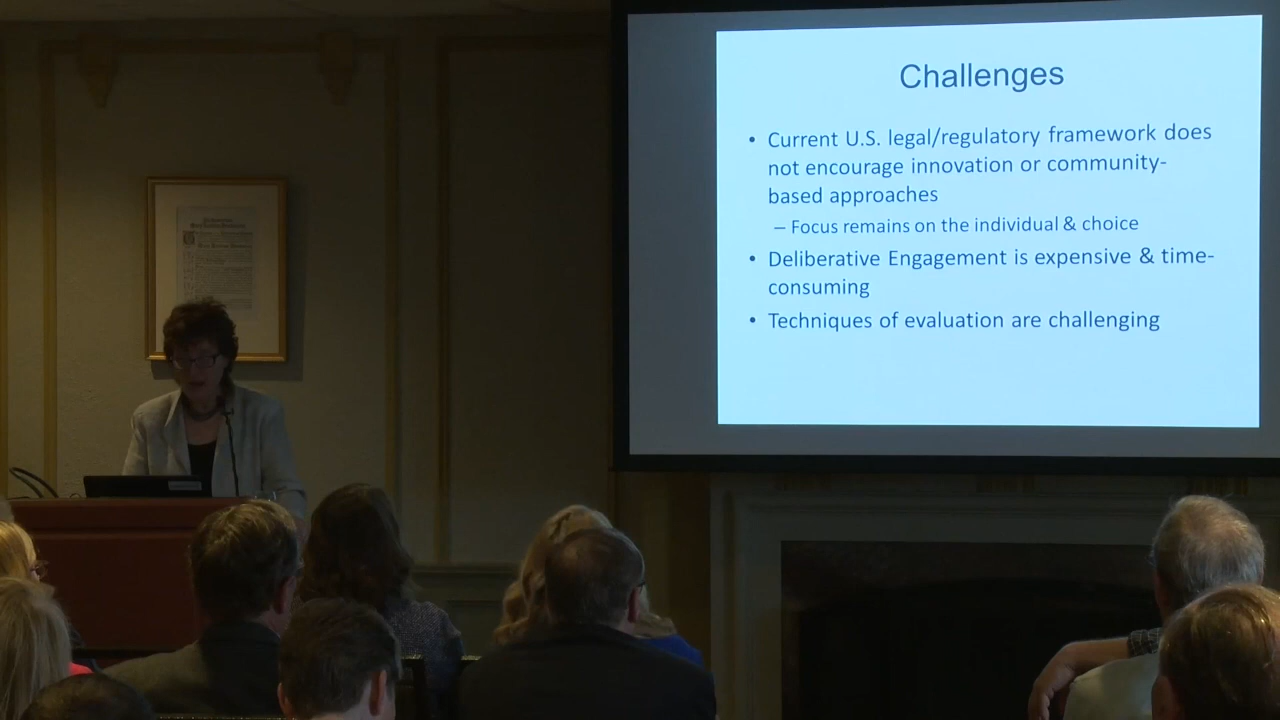 Challenges
• Current U.S. legal/regulatory framework does
not encourage innovation or community-
based approaches
– Focus remains on the individual & choice
• Deliberative Engagement is expensive & time-
consuming
• Techniques of evaluation are challenging